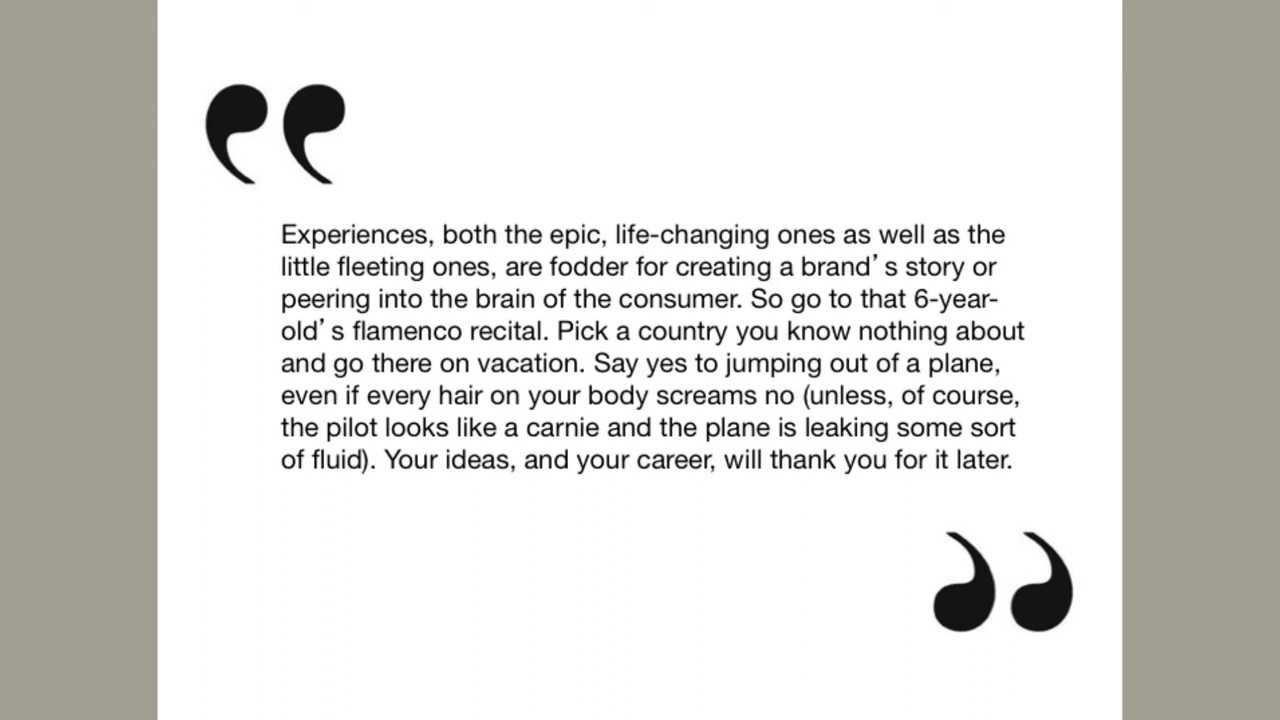 Experiences, both the epic, life-changing ones as well as the
little fleeting ones, are fodder for creating a brand’s story or
peering into the brain of the consumer. So go to that 6-year-
old’s flamenco recital. Pick a country you know nothing about
and go there on vacation. Say yes to jumping out of a plane,
even if every hair on your body screams no (unless, of course,
the pilot looks like a carnie and the plane is leaking some sort
of fluid). Your ideas, and your career, will thank you for it later.